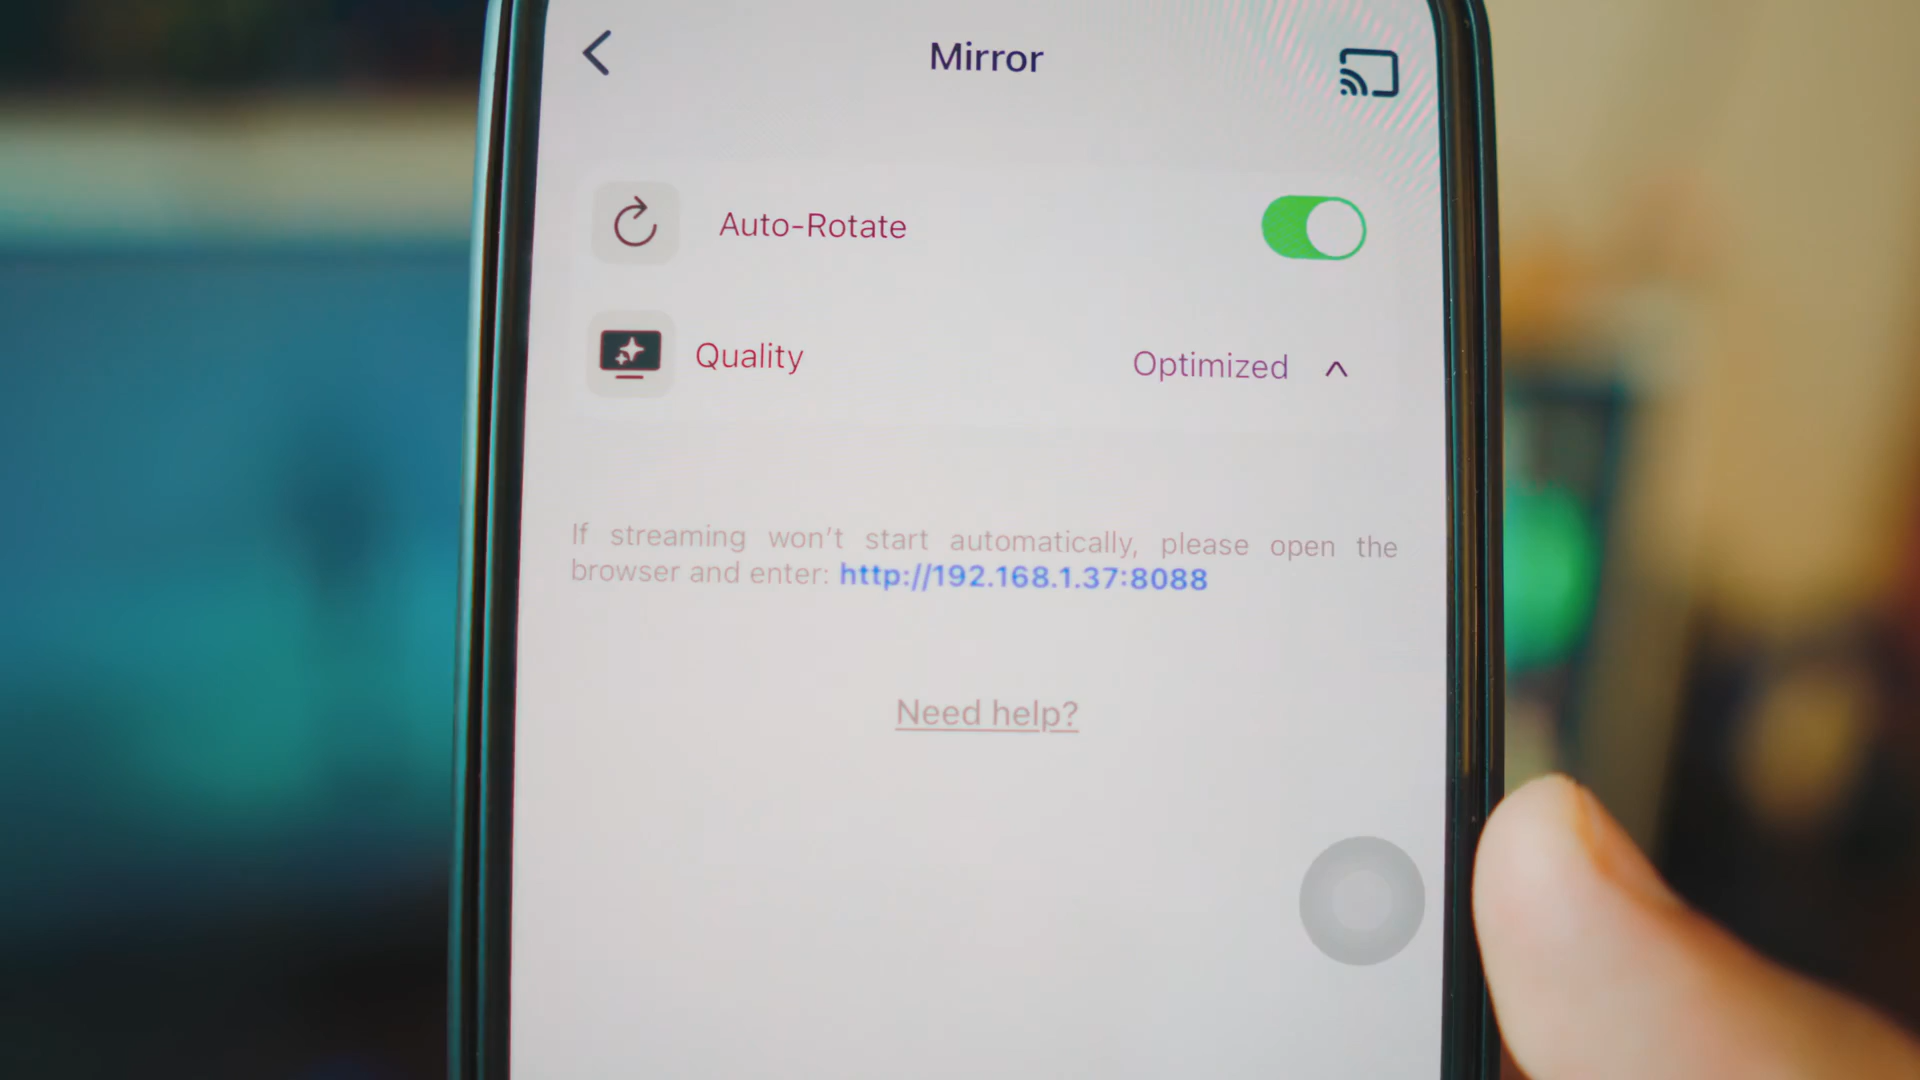 Mirror
Auto-Rotate
Quality Optimized
If streaming won't start automatically, please open the
browser and enter: http://192.168.1.37:8088
Need help?